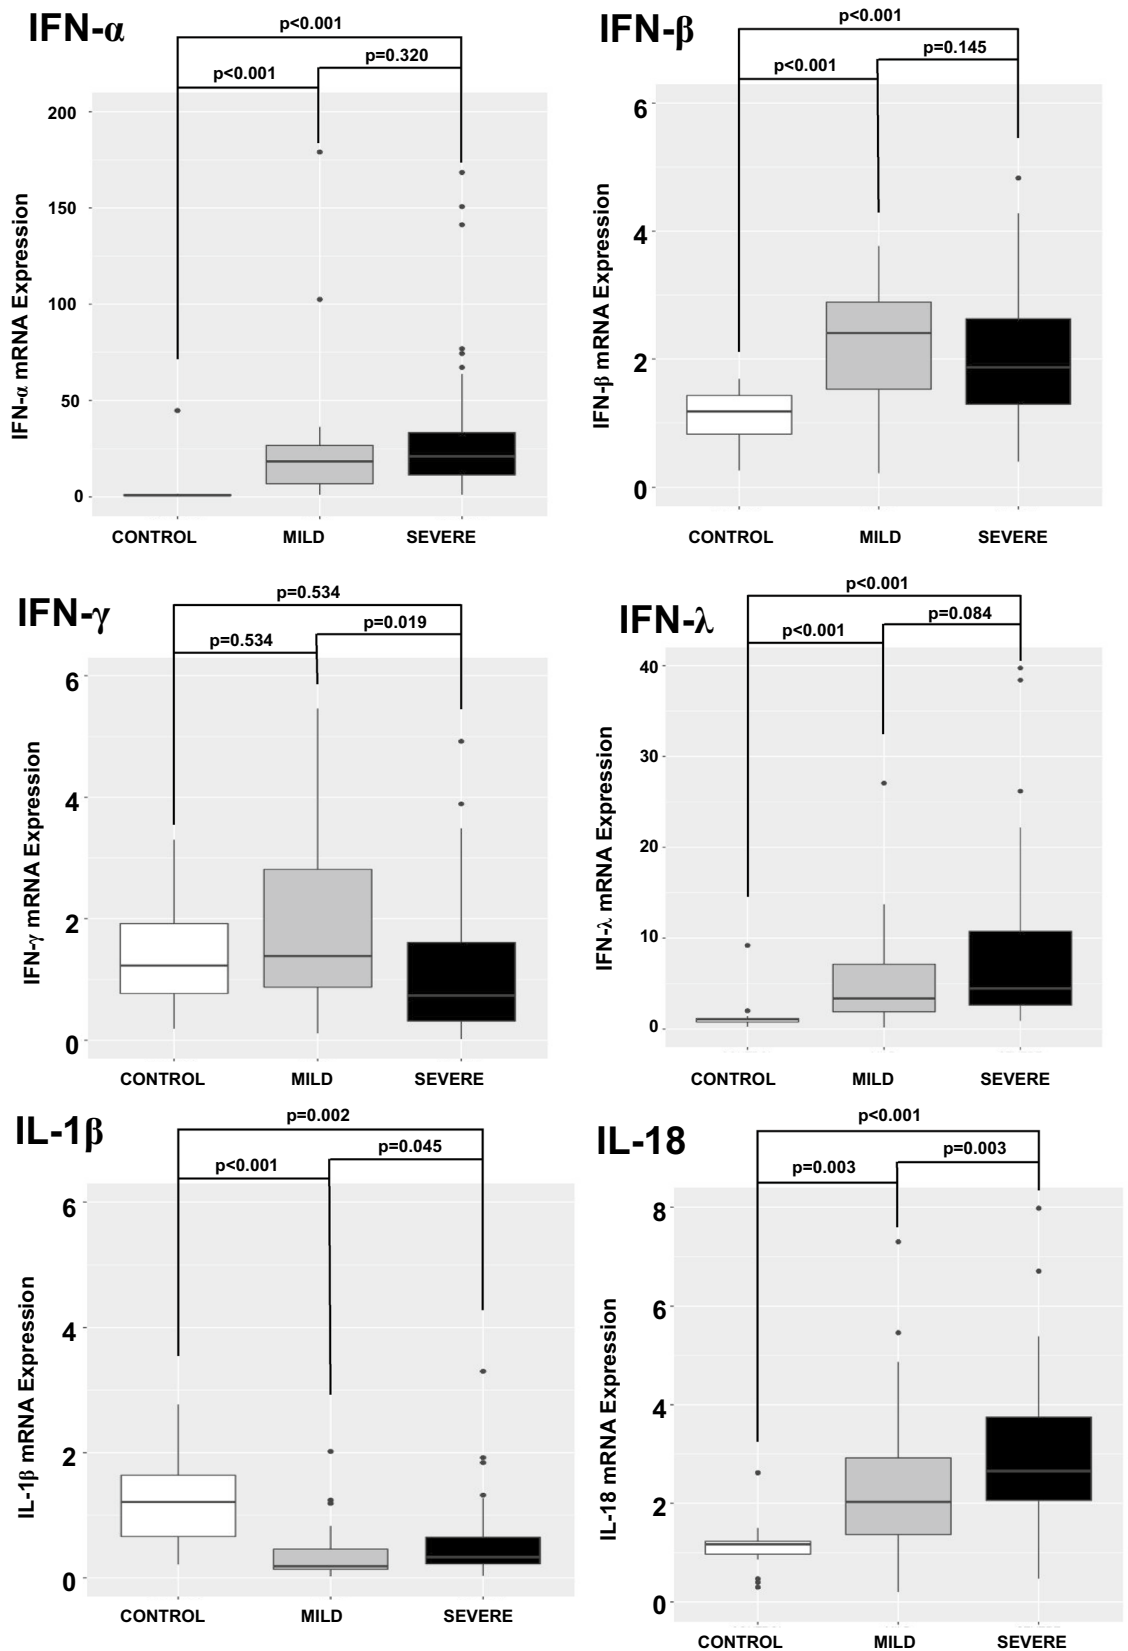 IFN-α
p<0.001
p=0.320
p<0.001
200
150
100
50
0
IFN-α mRNA Expression
CONTROL MILD SEVERE
IFN-β
p<0.001
p=0.145
p<0.001
6
4
2
0
IFN-β mRNA Expression
CONTROL MILD SEVERE
IFN-γ
p=0.534
p=0.019
p=0.534
6
4
2
0
IFN-γ mRNA Expression
CONTROL MILD SEVERE
IFN-λ
p<0.001
p=0.084
p<0.001
40
30
20
10
0
IFN-λ mRNA Expression
CONTROL MILD SEVERE
IL-1β
p=0.002
p=0.045
p<0.001
6
4
2
0
IL-1β mRNA Expression
CONTROL MILD SEVERE
IL-18
p<0.001
p=0.003
p=0.003
8
6
4
2
0
IL-18 mRNA Expression
CONTROL MILD SEVERE